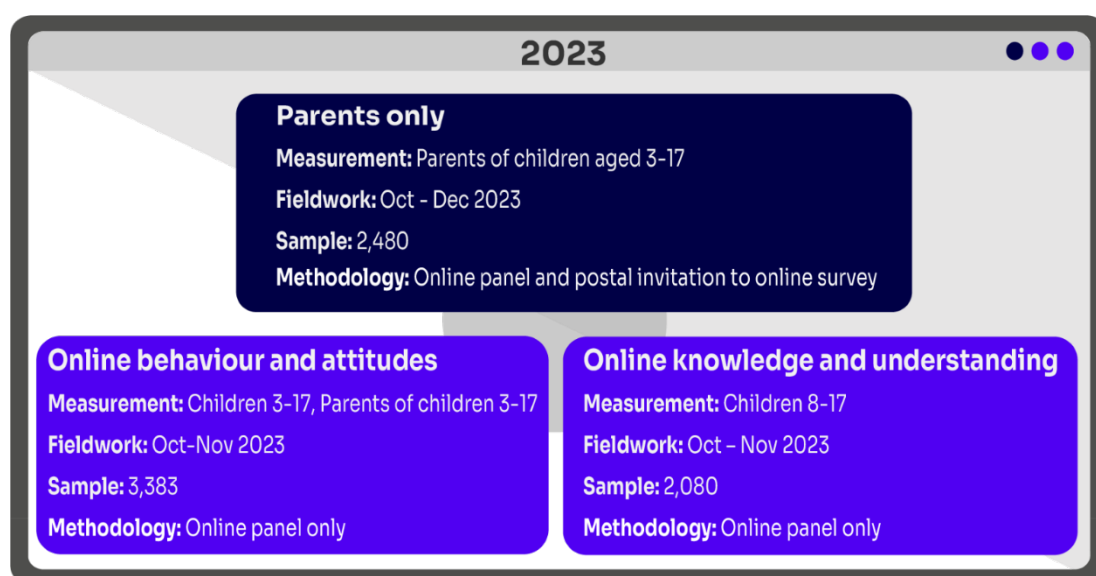 2023
Parents only
Measurement: Parents of children aged 3-17
Fieldwork: Oct - Dec 2023
Sample: 2,480
Methodology: Online panel and postal invitation to online survey
Online behaviour and attitudes
Measurement: Children 3-17, Parents of children 3-17
Fieldwork: Oct-Nov 2023
Sample: 3,383
Methodology: Online panel only
Online knowledge and understanding
Measurement: Children 8-17
Fieldwork: Oct – Nov 2023
Sample: 2,080
Methodology: Online panel only